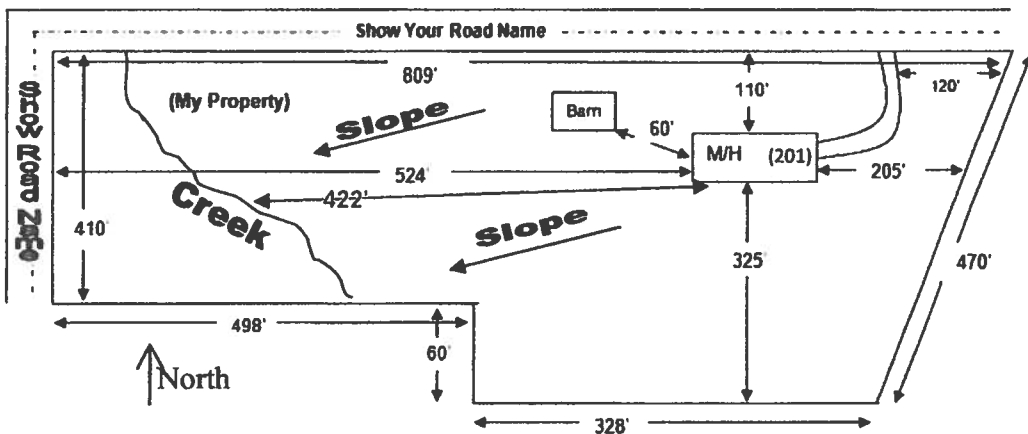 Show Your Road Name
809'
110'
120'
(My Property)
Slope
Barn
60'
M/H (201)
Show Road Name
524'
205'
422'
Creek
410'
Slope
325'
470'
498'
60'
North
328'